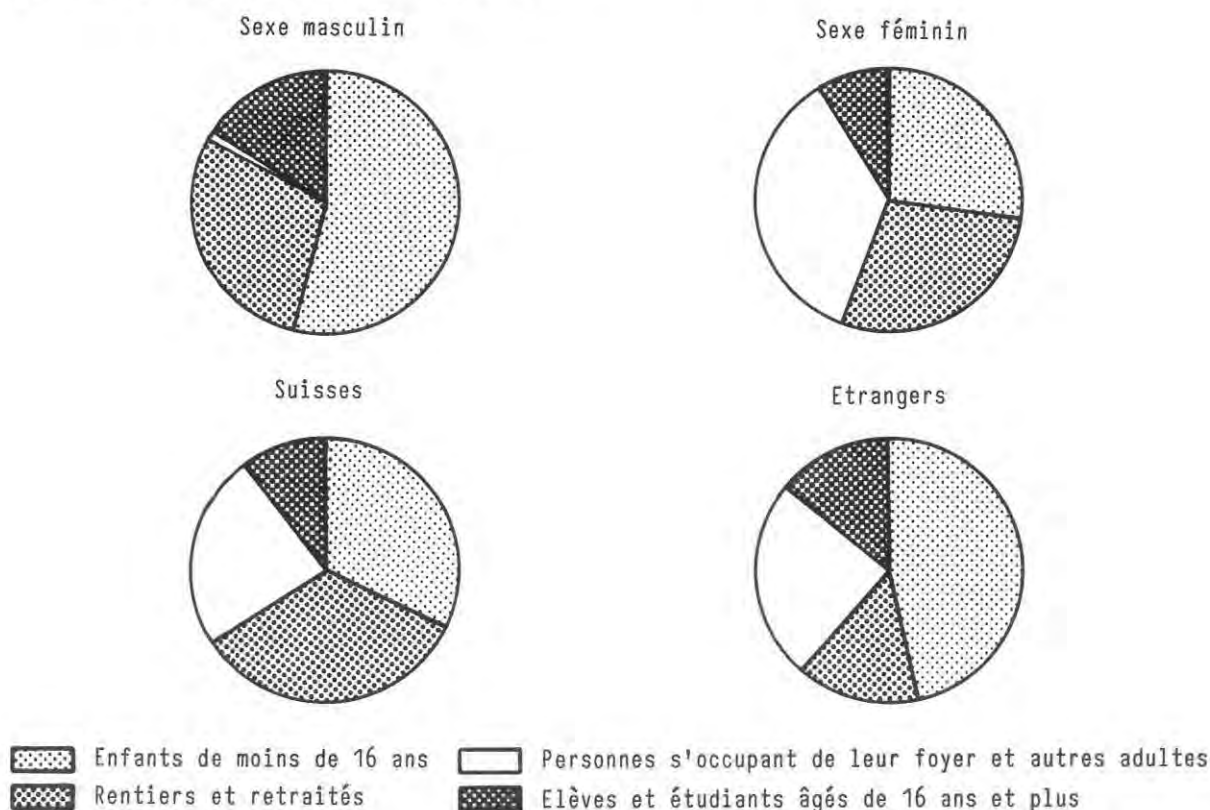 Sexe masculin
Sexe féminin
Suisses
Etrangers
Enfants de moins de 16 ans
Personnes s'occupant de leur foyer et autres adultes
Rentiers et retraités
Elèves et étudiants âgés de 16 ans et plus